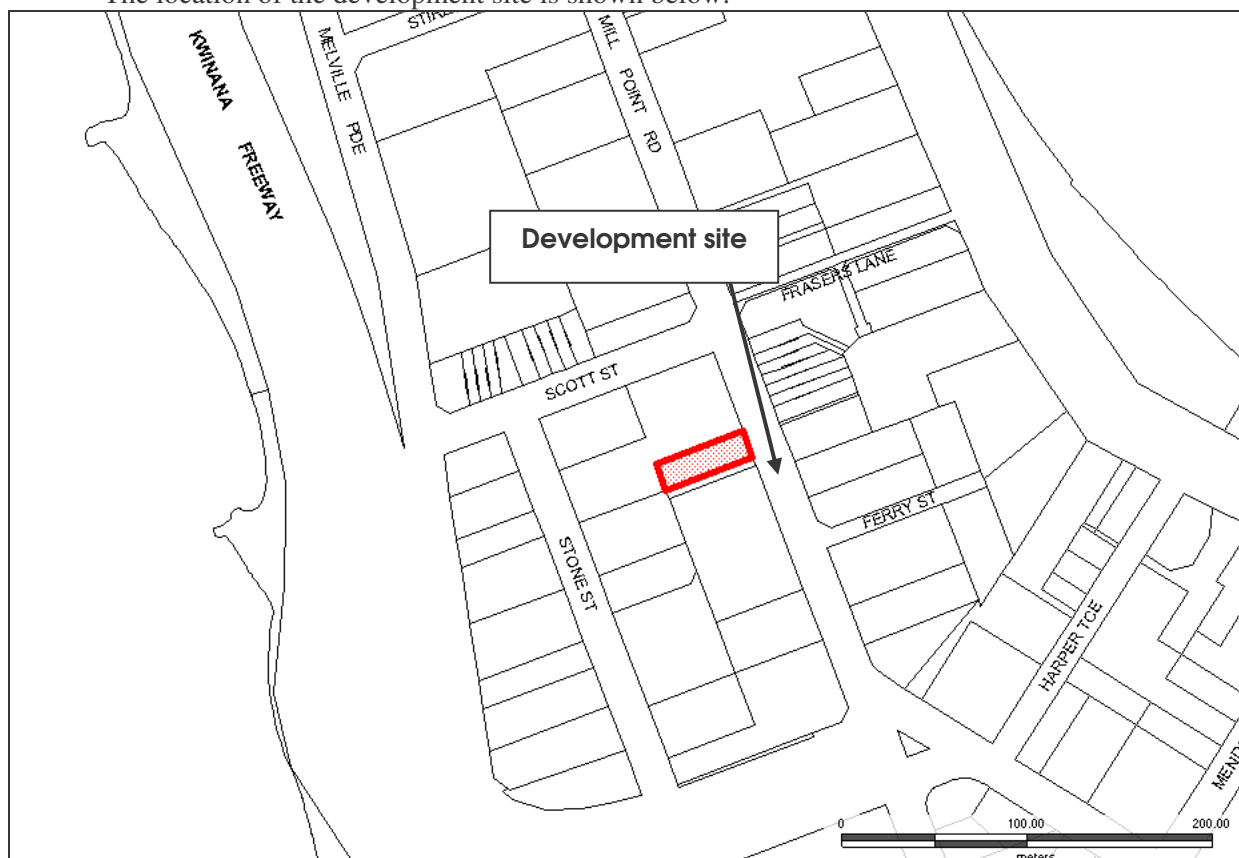 The location of the development site is shown below.
KWINANA FREEWAY
MELVILLE PDE
MILL POINT RD
Development site
FRASERS LANE
SCOTT ST
STONE ST
FERRY ST
HARPER TCE
0 100.00 200.00
meters